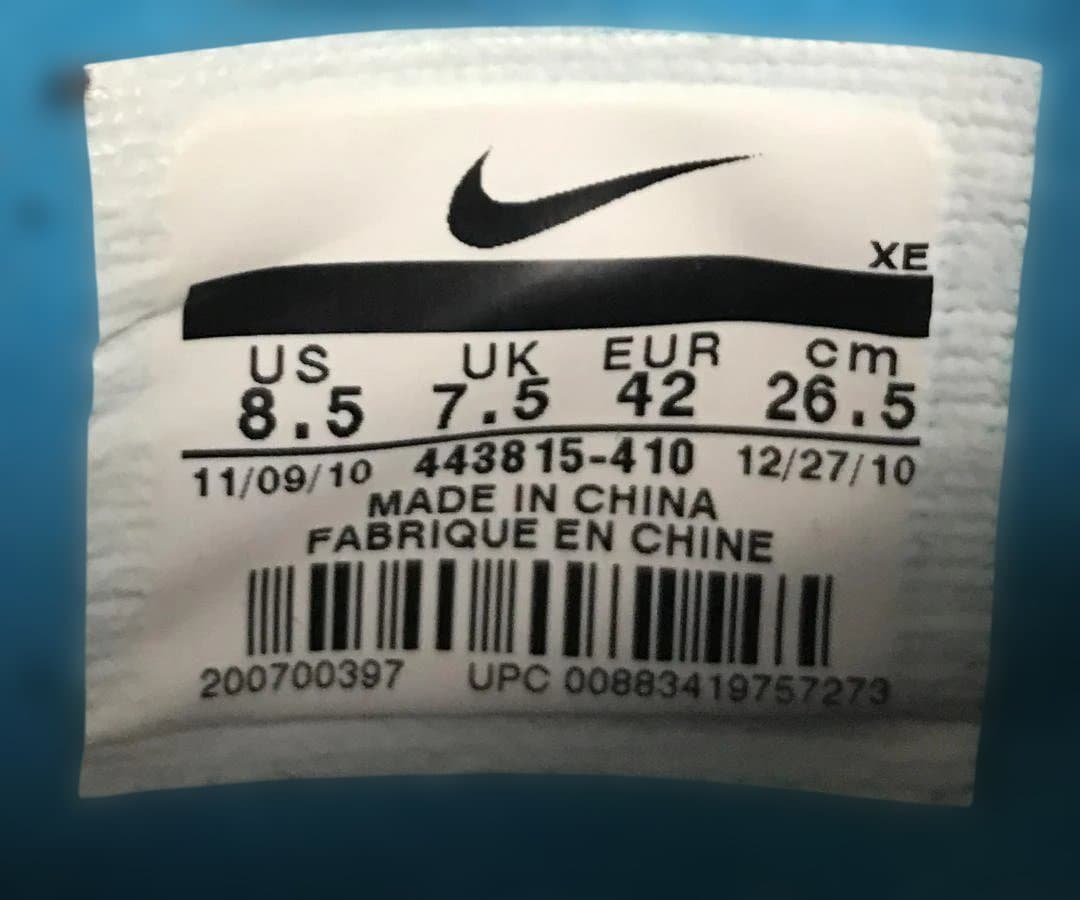 XE
US UK EUR cm
8.5 7.5 42 26.5
11/09/10 443815-410 12/27/10
MADE IN CHINA
FABRIQUE EN CHINE
200700397 UPC 00883419757273